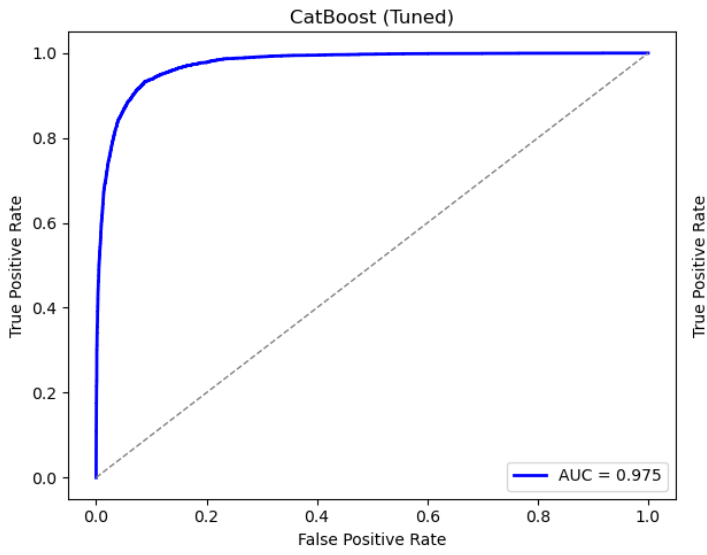 CatBoost (Tuned)
True Positive Rate
1.0
0.8
0.6
0.4
0.2
0.0
AUC = 0.975
0.0 0.2 0.4 0.6 0.8 1.0
False Positive Rate
True Positive Rate